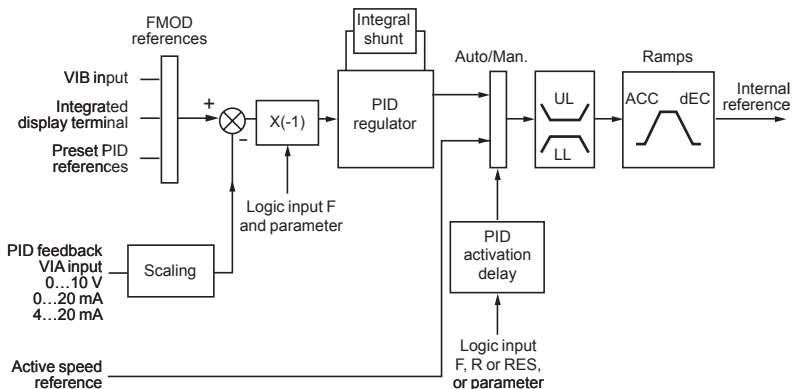 FMOD
references
VIB input
Integrated
display terminal
Preset PID
references
+
–
X(-1)
Logic input F
and parameter
Integral
shunt
PID
regulator
Auto/Man.
UL
LL
Ramps
ACC dEC
Internal
reference
PID feedback
VIA input
0…10 V
0…20 mA
4…20 mA
Scaling
PID
activation
delay
Active speed
reference
Logic input
F, R or RES,
or parameter